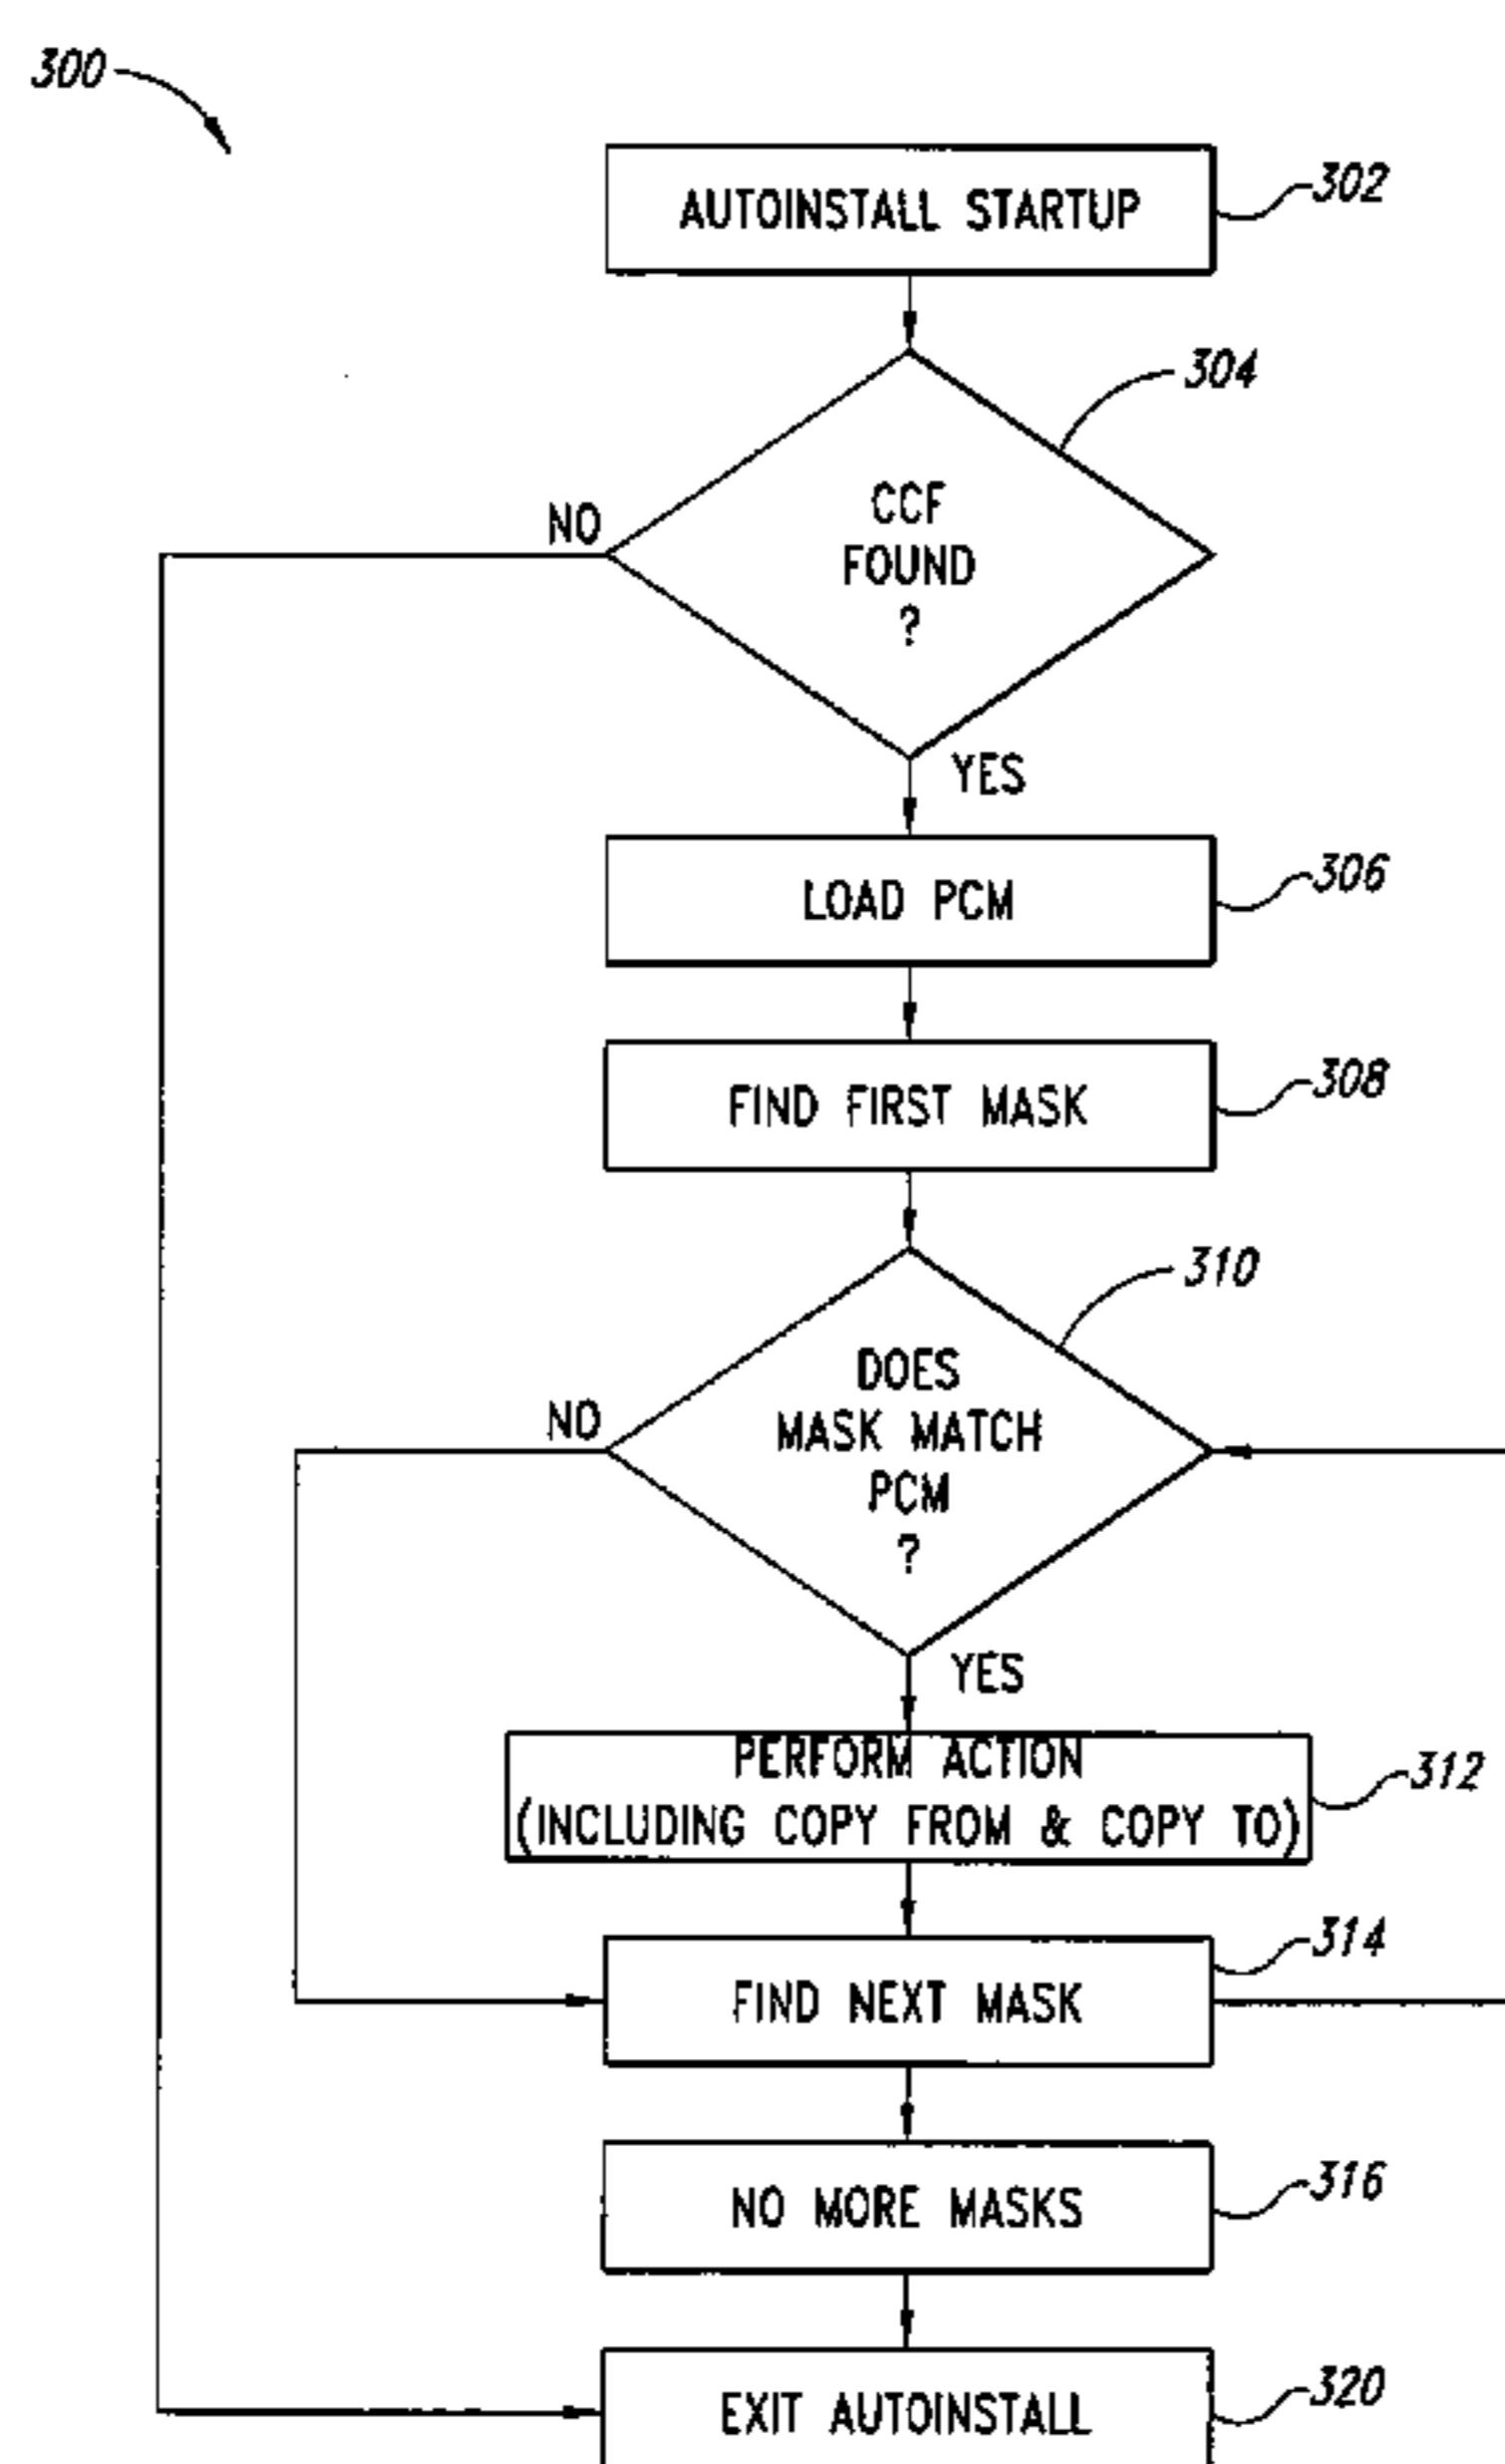 300
AUTOINSTALL STARTUP
302
304
CCF
FOUND
?
NO
YES
LOAD PCM
306
FIND FIRST MASK
308
310
DOES
MASK MATCH
PCM
?
NO
YES
PERFORM ACTION
(INCLUDING COPY FROM & COPY TO)
312
FIND NEXT MASK
314
NO MORE MASKS
316
EXIT AUTOINSTALL
320